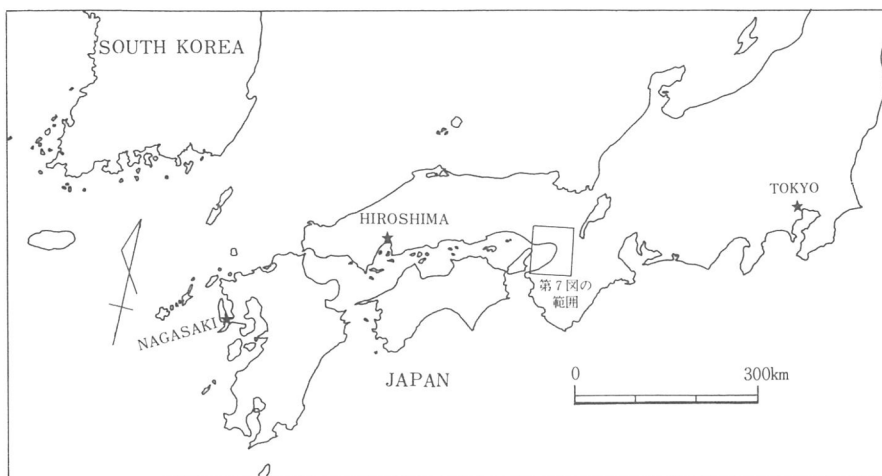 SOUTH KOREA
TOKYO
HIROSHIMA
第7図の
範囲
NAGASAKI
JAPAN
0 300km